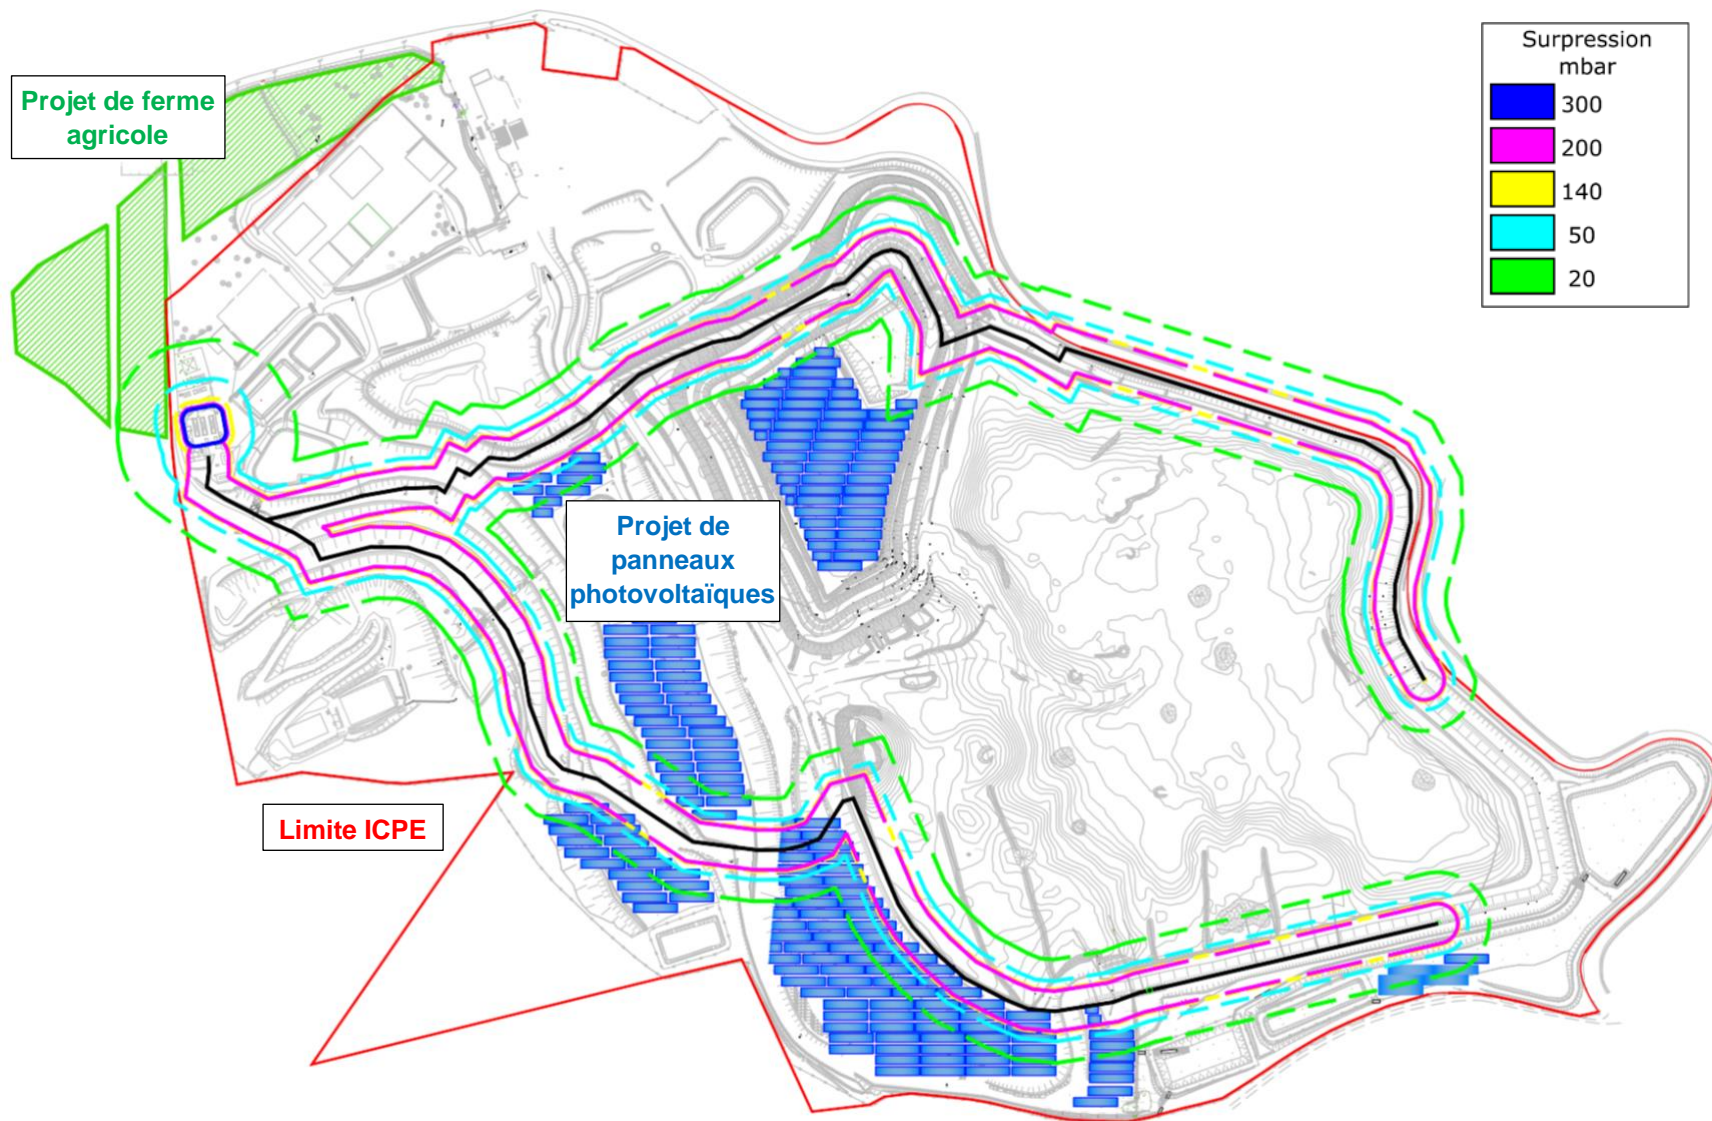 Surpression
mbar
300
200
140
50
20
Projet de ferme
agricole
Projet de
panneaux
photovoltaïques
Limite ICPE